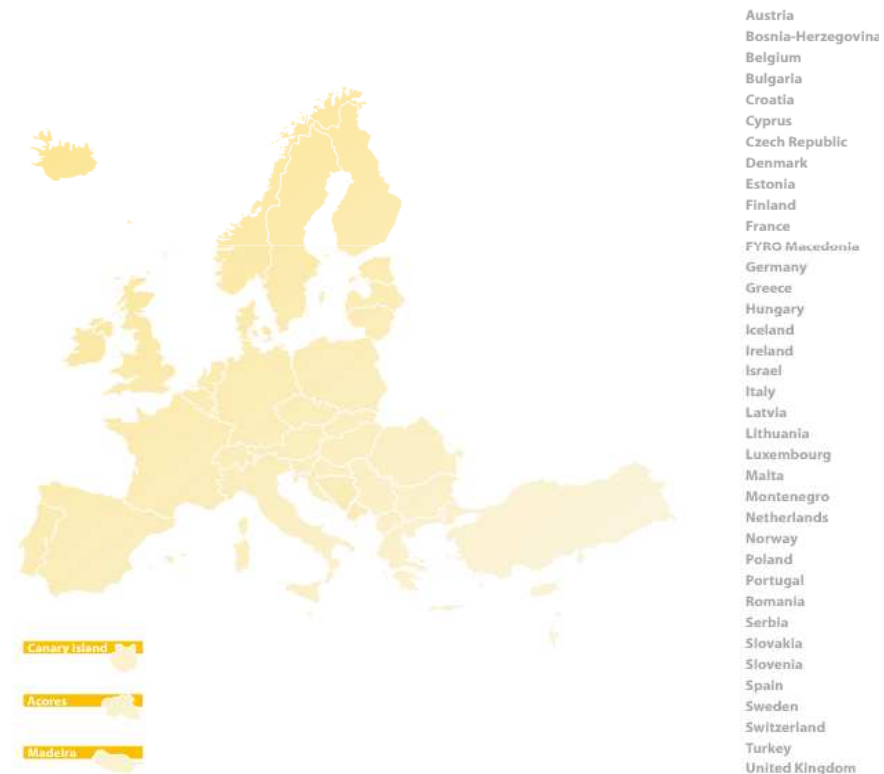 Austria
Bosnia-Herzegovina
Belgium
Bulgaria
Croatia
Cyprus
Czech Republic
Denmark
Estonia
Finland
France
FYRO Macedonia
Germany
Greece
Hungary
Iceland
Ireland
Israel
Italy
Latvia
Lithuania
Luxembourg
Malta
Montenegro
Netherlands
Norway
Poland
Portugal
Romania
Serbia
Slovakia
Slovenia
Spain
Sweden
Switzerland
Turkey
United Kingdom
Canary island
Acores
Madeira